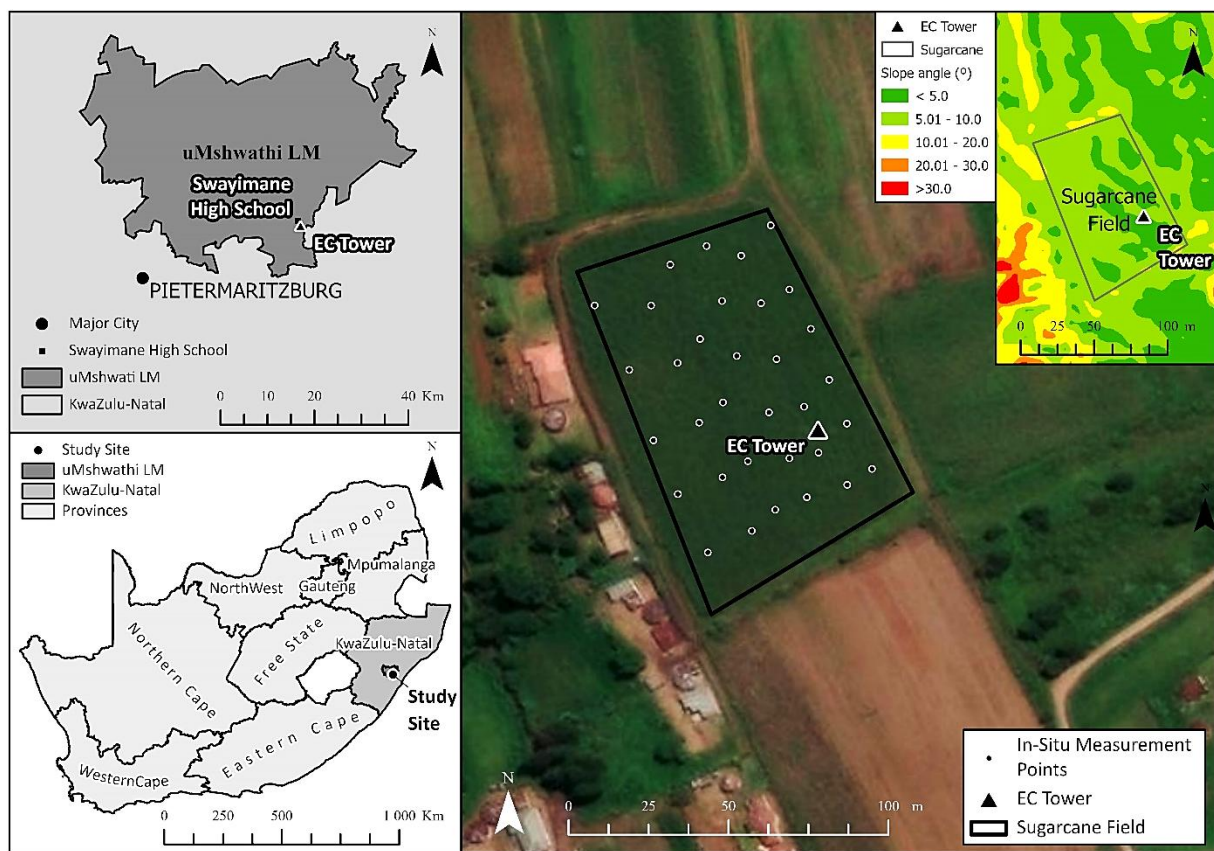 N
uMshwathi LM
Swayimane
High School
EC Tower
PIETERMARITZBURG
Major City
Swayimane High School
uMshwati LM
KwaZulu-Natal
0 10 20 40 Km
Study Site
uMshwathi LM
KwaZulu-Natal
Provinces
N
Limpopo
Mpumalanga
NorthWest
Gauteng
KwaZulu-Natal
Free State
Northern Cape
Study
Site
Eastern Cape
WesternCape
0 250 500 1 000 Km
EC Tower
N
0 50 100 m
In-Situ Measurement
Points
EC Tower
Sugarcane Field
EC Tower
Sugarcane
Slope angle (º)
< 5.0
5.01 - 10.0
10.01 - 20.0
20.01 - 30.0
>30.0
N
Sugarcane
Field
EC
Tower
0 25 50 100 m